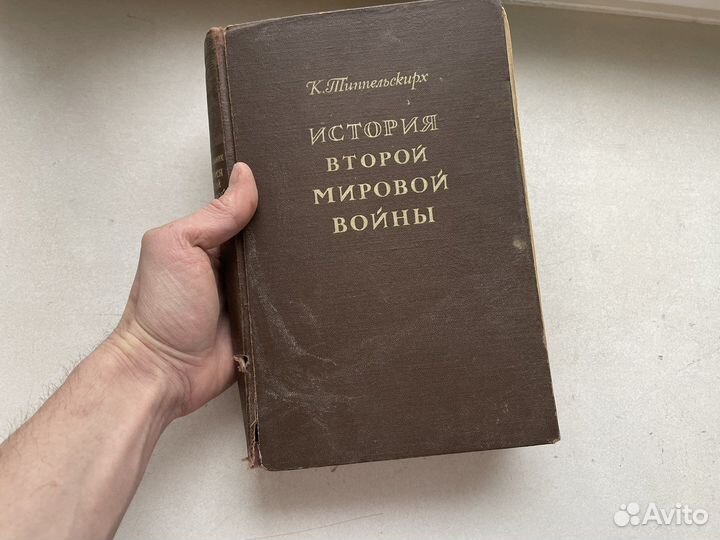 К. Типпельскирх
ИСТОРИЯ
ВТОРОЙ
МИРОВОЙ
ВОЙНЫ
Avito